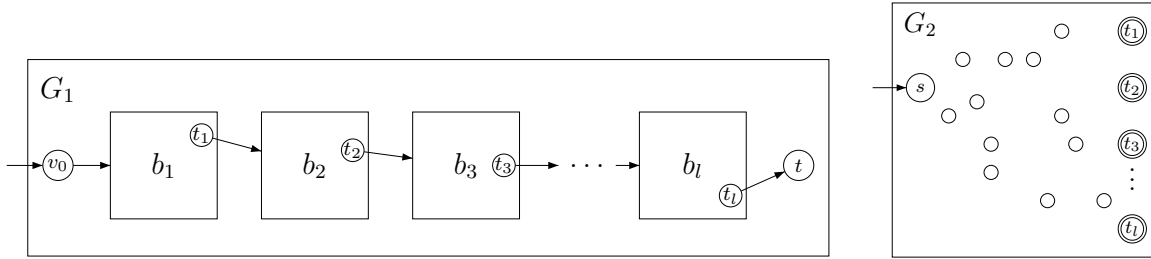 G₁
v₀
b₁
t₁
b₂
t₂
b₃
t₃
· · ·
bₗ
tₗ
t
G₂
s
t₁
t₂
t₃
⋮
tₗ